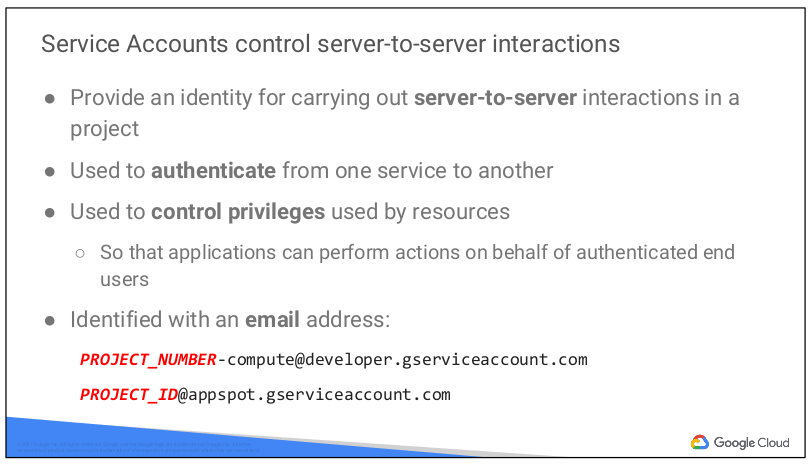 Service Accounts control server-to-server interactions
● Provide an identity for carrying out server-to-server interactions in a
project
● Used to authenticate from one service to another
● Used to control privileges used by resources
○ So that applications can perform actions on behalf of authenticated end
users
● Identified with an email address:
PROJECT_NUMBER-compute@developer.gserviceaccount.com
PROJECT_ID@appspot.gserviceaccount.com
Google Cloud